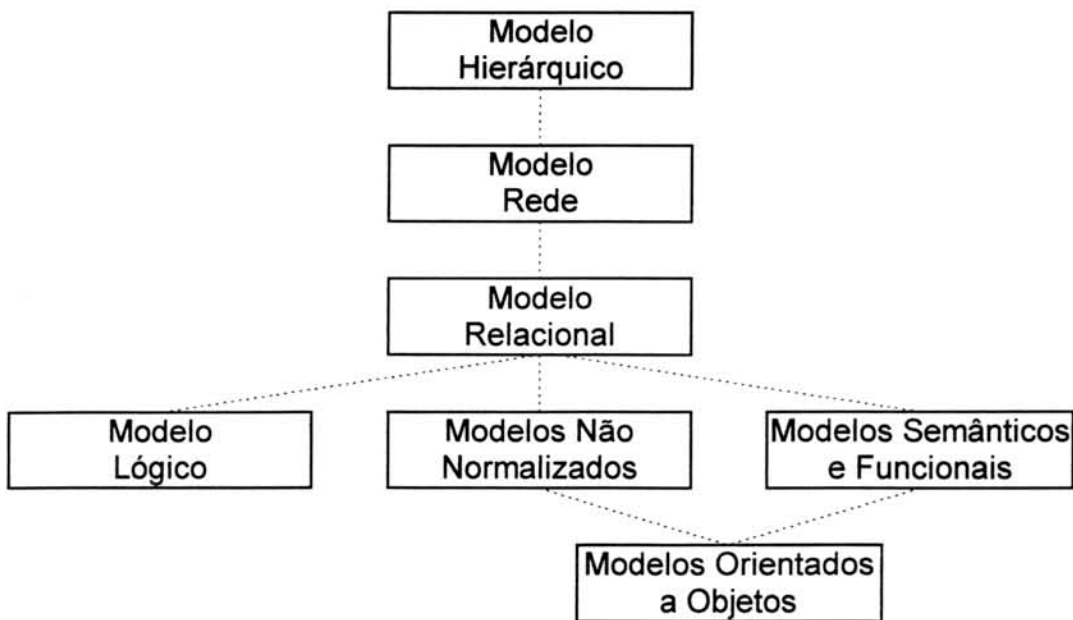 Modelo
Hierárquico
Modelo
Rede
Modelo
Relacional
Modelo
Lógico
Modelos Não
Normalizados
Modelos Semânticos
e Funcionais
Modelos Orientados
a Objetos